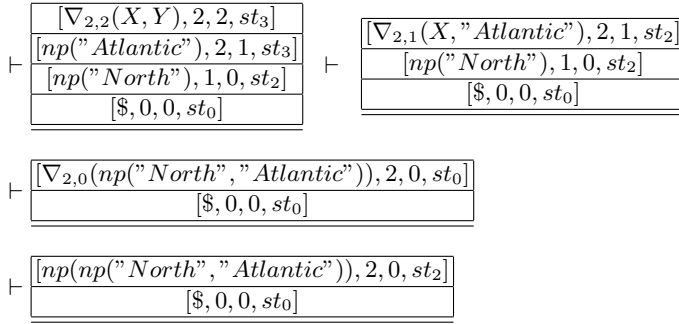 ⊢ [∇₂,₂(X, Y), 2, 2, st₃] ⊢ [∇₂,₁(X, "Atlantic"), 2, 1, st₂]
[np("Atlantic"), 2, 1, st₃] [np("North"), 1, 0, st₂]
[np("North"), 1, 0, st₂] [$, 0, 0, st₀]
[$, 0, 0, st₀]
⊢ [∇₂,₀(np("North", "Atlantic")), 2, 0, st₀]
[$, 0, 0, st₀]
⊢ [np(np("North", "Atlantic")), 2, 0, st₂]
[$, 0, 0, st₀]